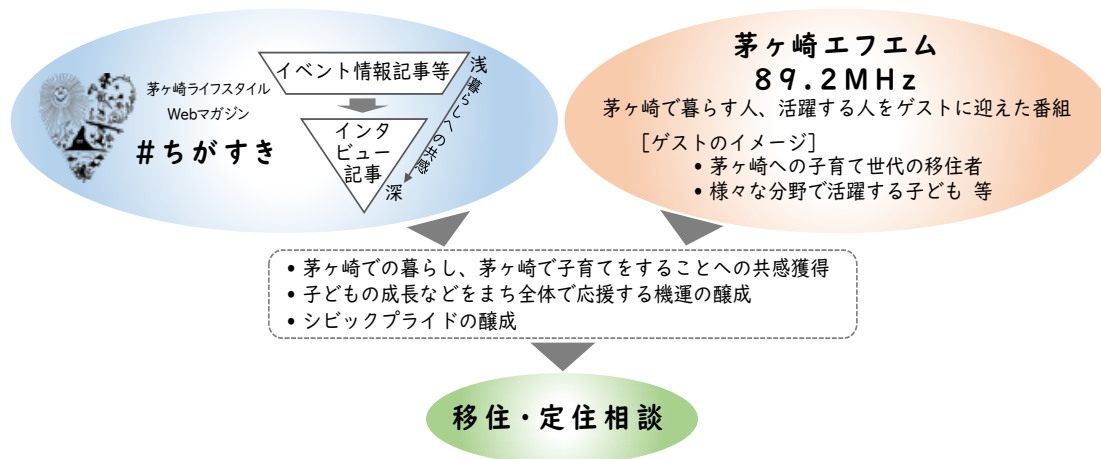 茅ヶ崎ライフスタイル
Webマガジン
#ちがすき
イベント情報記事等
インタ
ビュー
記事
浅
暮らしへの共感
深
茅ヶ崎エフエム
89.2MHz
茅ヶ崎で暮らす人、活躍する人をゲストに迎えた番組
[ゲストのイメージ]
• 茅ヶ崎への子育て世代の移住者
• 様々な分野で活躍する子ども 等
• 茅ヶ崎での暮らし、茅ヶ崎で子育てをすることへの共感獲得
• 子どもの成長などをまち全体で応援する機運の醸成
• シビックプライドの醸成
移住・定住相談